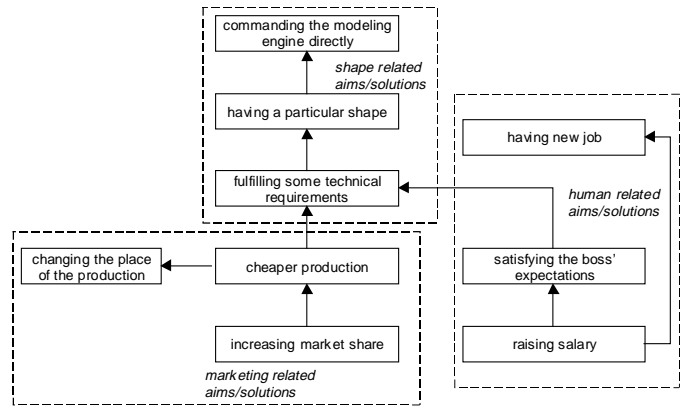 commanding the modeling
engine directly
shape related
aims/solutions
having a particular shape
having new job
fulfilling some technical
requirements
human related
aims/solutions
changing the place
of the production
cheaper production
satisfying the boss'
expectations
increasing market share
raising salary
marketing related
aims/solutions